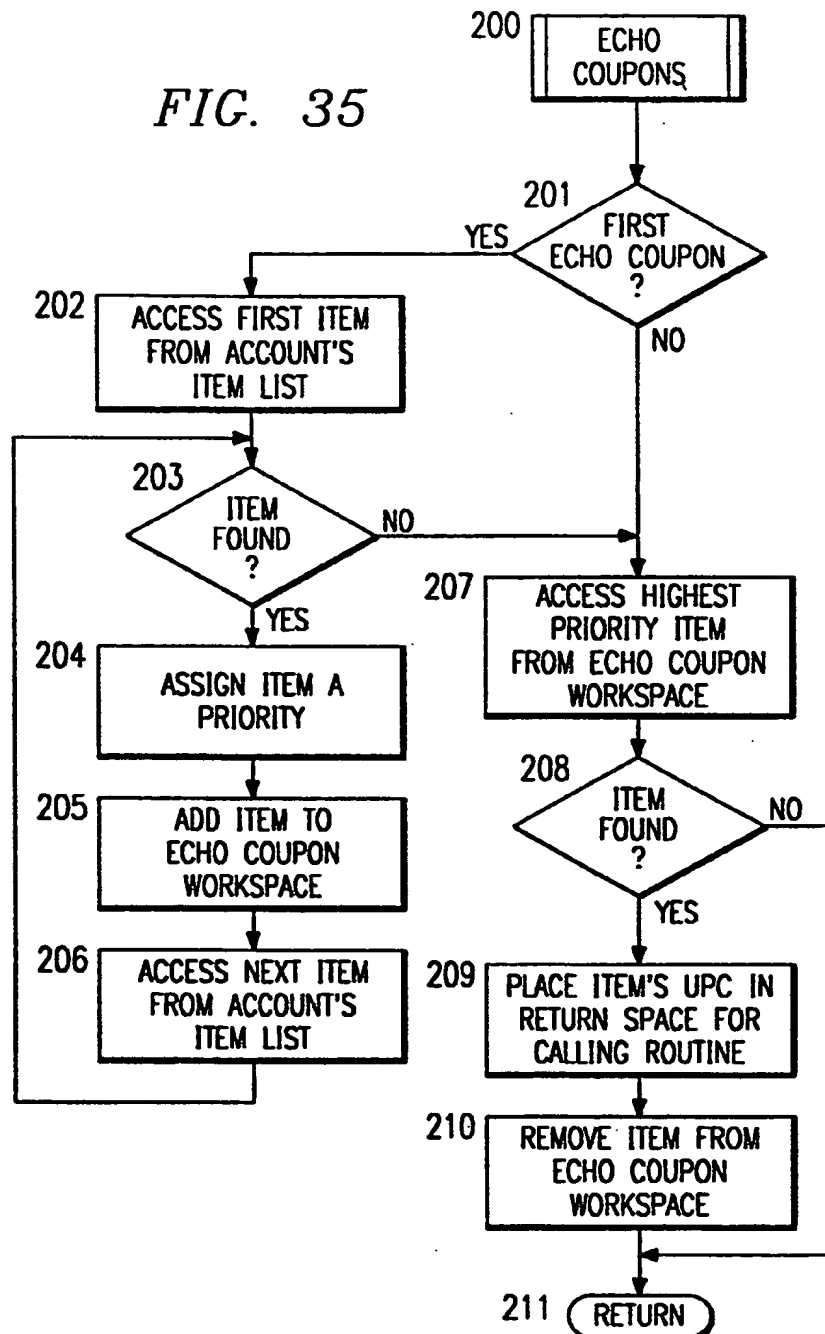 FIG. 35
200
ECHO
COUPONS
201
FIRST
ECHO COUPON
?
YES
NO
202
ACCESS FIRST ITEM
FROM ACCOUNT'S
ITEM LIST
203
ITEM
FOUND
?
NO
YES
204
ASSIGN ITEM A
PRIORITY
205
ADD ITEM TO
ECHO COUPON
WORKSPACE
206
ACCESS NEXT ITEM
FROM ACCOUNT'S
ITEM LIST
207
ACCESS HIGHEST
PRIORITY ITEM
FROM ECHO COUPON
WORKSPACE
208
ITEM
FOUND
?
NO
YES
209
PLACE ITEM'S UPC IN
RETURN SPACE FOR
CALLING ROUTINE
210
REMOVE ITEM FROM
ECHO COUPON
WORKSPACE
211
RETURN